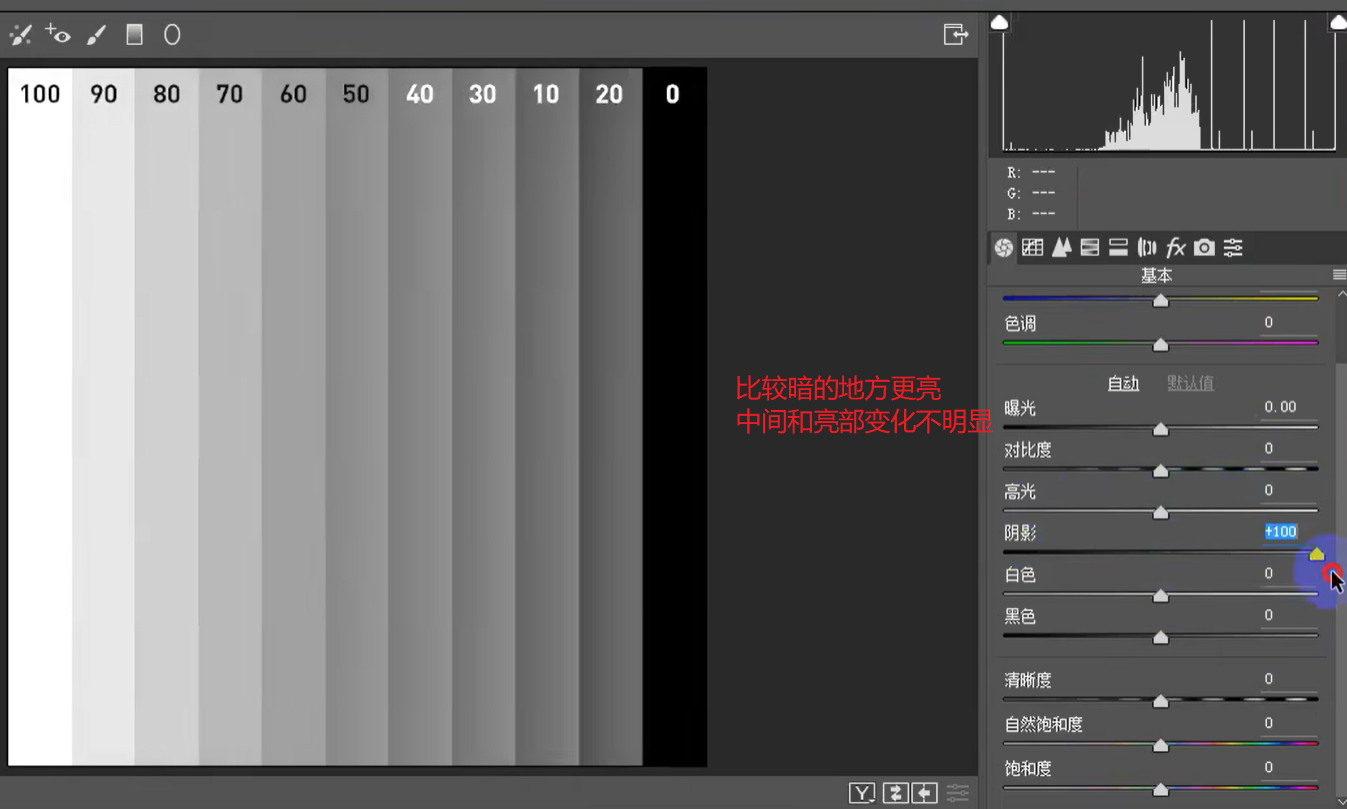 100 90 80 70 60 50 40 30 10 20 0
比较暗的地方更亮
中间和亮部变化不明显
R: ---
G: ---
B: ---
fx
基本
色调 0
自动 默认值
曝光 0.00
对比度 0
高光 0
阴影 +100
白色 0
黑色 0
清晰度 0
自然饱和度 0
饱和度 0
Y